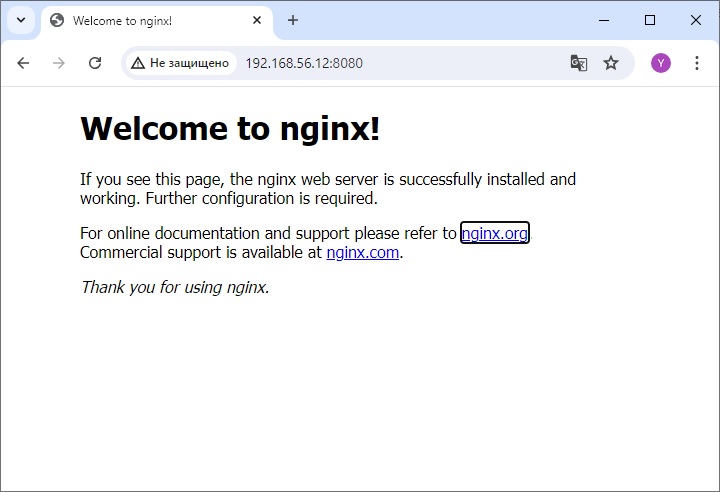 Welcome to nginx!
Не защищено
192.168.56.12:8080
Y
Welcome to nginx!
If you see this page, the nginx web server is successfully installed and
working. Further configuration is required.
For online documentation and support please refer to nginx.org.
Commercial support is available at nginx.com.
Thank you for using nginx.